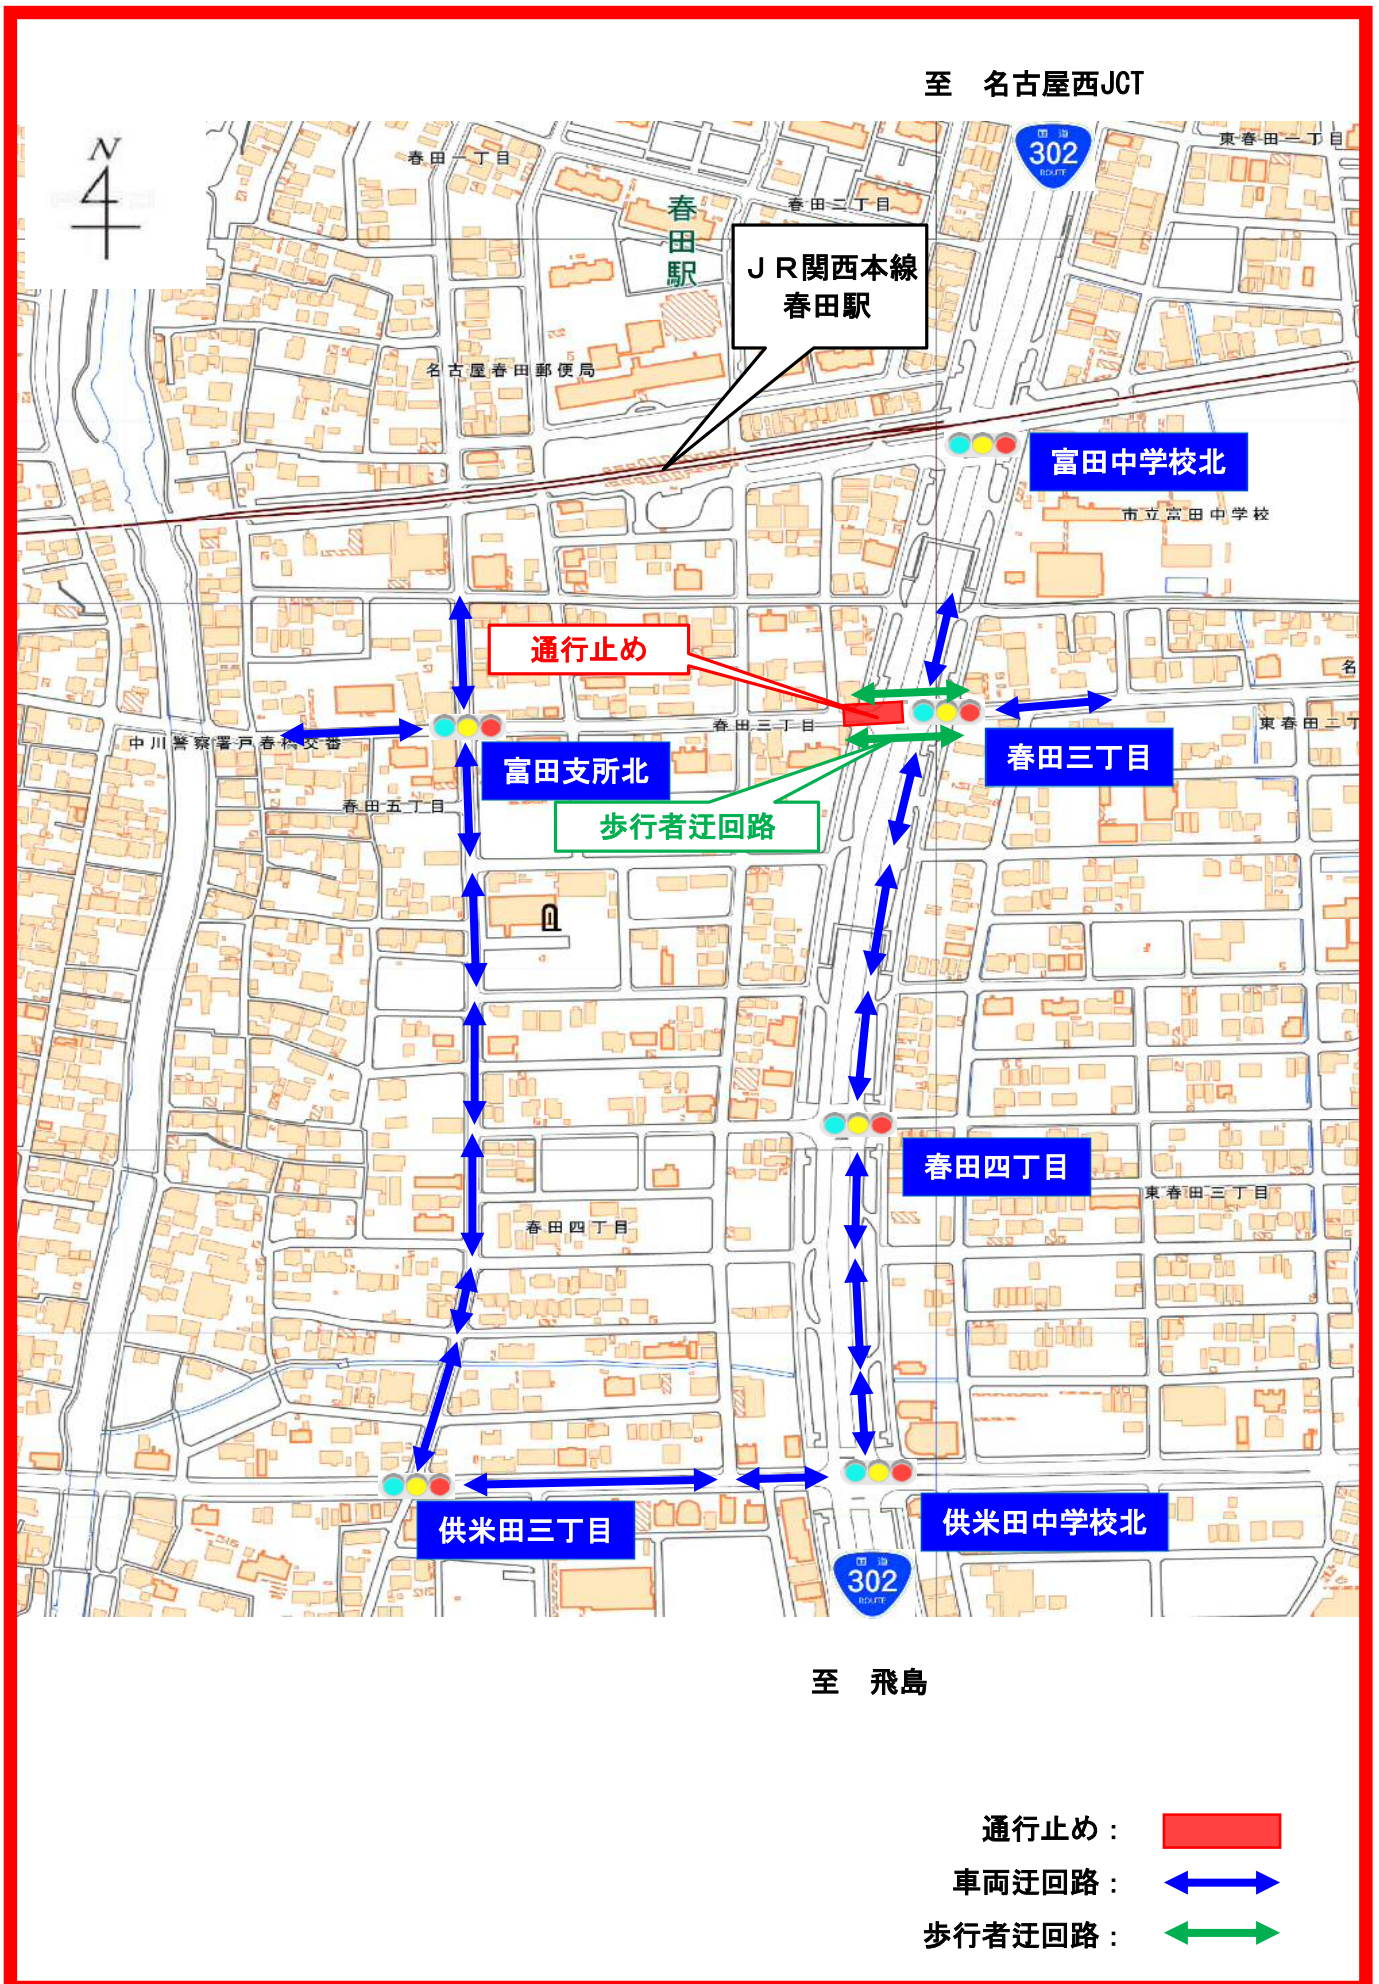 至　名古屋西JCT
N
国道
302
ROUTE
東春田一丁目
春田一丁目
春田駅
春田二丁目
ＪＲ関西本線
春田駅
名古屋春田郵便局
富田中学校北
市立富田中学校
通行止め
名
春田三丁目
東春田二丁
中川警察署戸春橋交番
富田支所北
春田三丁目
春田五丁目
歩行者迂回路
春田四丁目
東春田三丁目
春田四丁目
供米田三丁目
供米田中学校北
国道
302
ROUTE
至　飛島
通行止め：
車両迂回路：
歩行者迂回路：